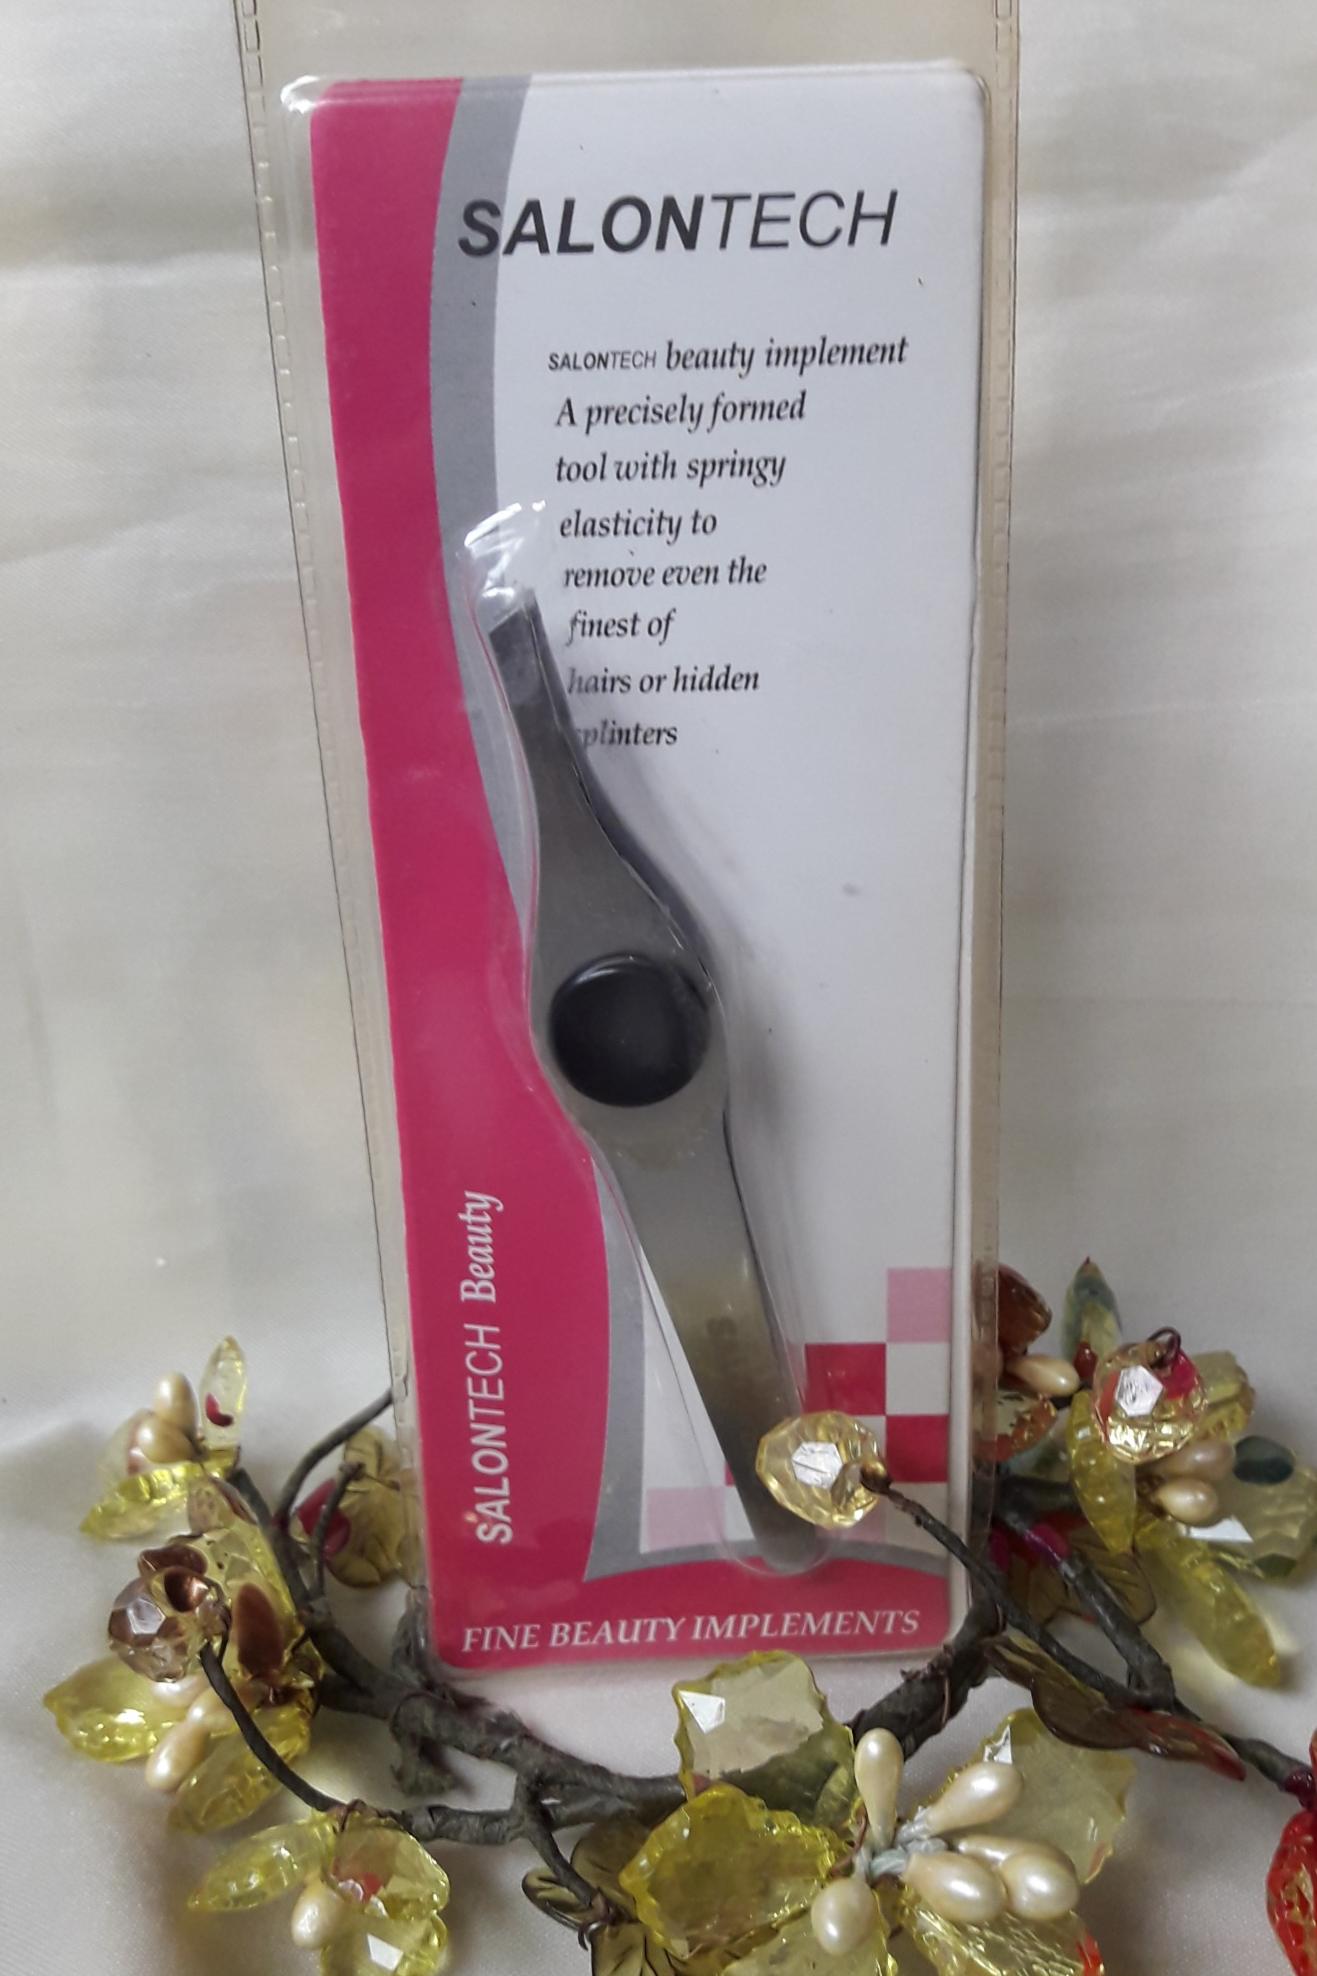 SALONTECH
SALONTECH beauty implement
A precisely formed
tool with springy
elasticity to
remove even the
finest of
hairs or hidden
splinters
SALONTECH Beauty
FINE BEAUTY IMPLEMENTS